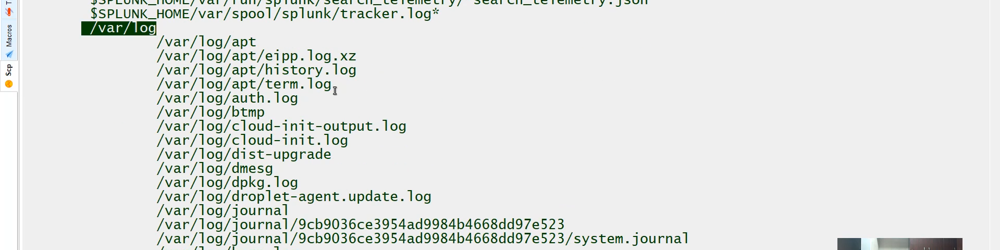 $SPLUNK_HOME/var/run/splunk/search_telemetry/*search_telemetry.json
$SPLUNK_HOME/var/spool/splunk/tracker.log*
/var/log
/var/log/apt
/var/log/apt/eipp.log.xz
/var/log/apt/history.log
/var/log/apt/term.log
/var/log/auth.log
/var/log/btmp
/var/log/cloud-init-output.log
/var/log/cloud-init.log
/var/log/dist-upgrade
/var/log/dmesg
/var/log/dpkg.log
/var/log/droplet-agent.update.log
/var/log/journal
/var/log/journal/9cb9036ce3954ad9984b4668dd97e523
/var/log/journal/9cb9036ce3954ad9984b4668dd97e523/system.journal
Macros
Scp